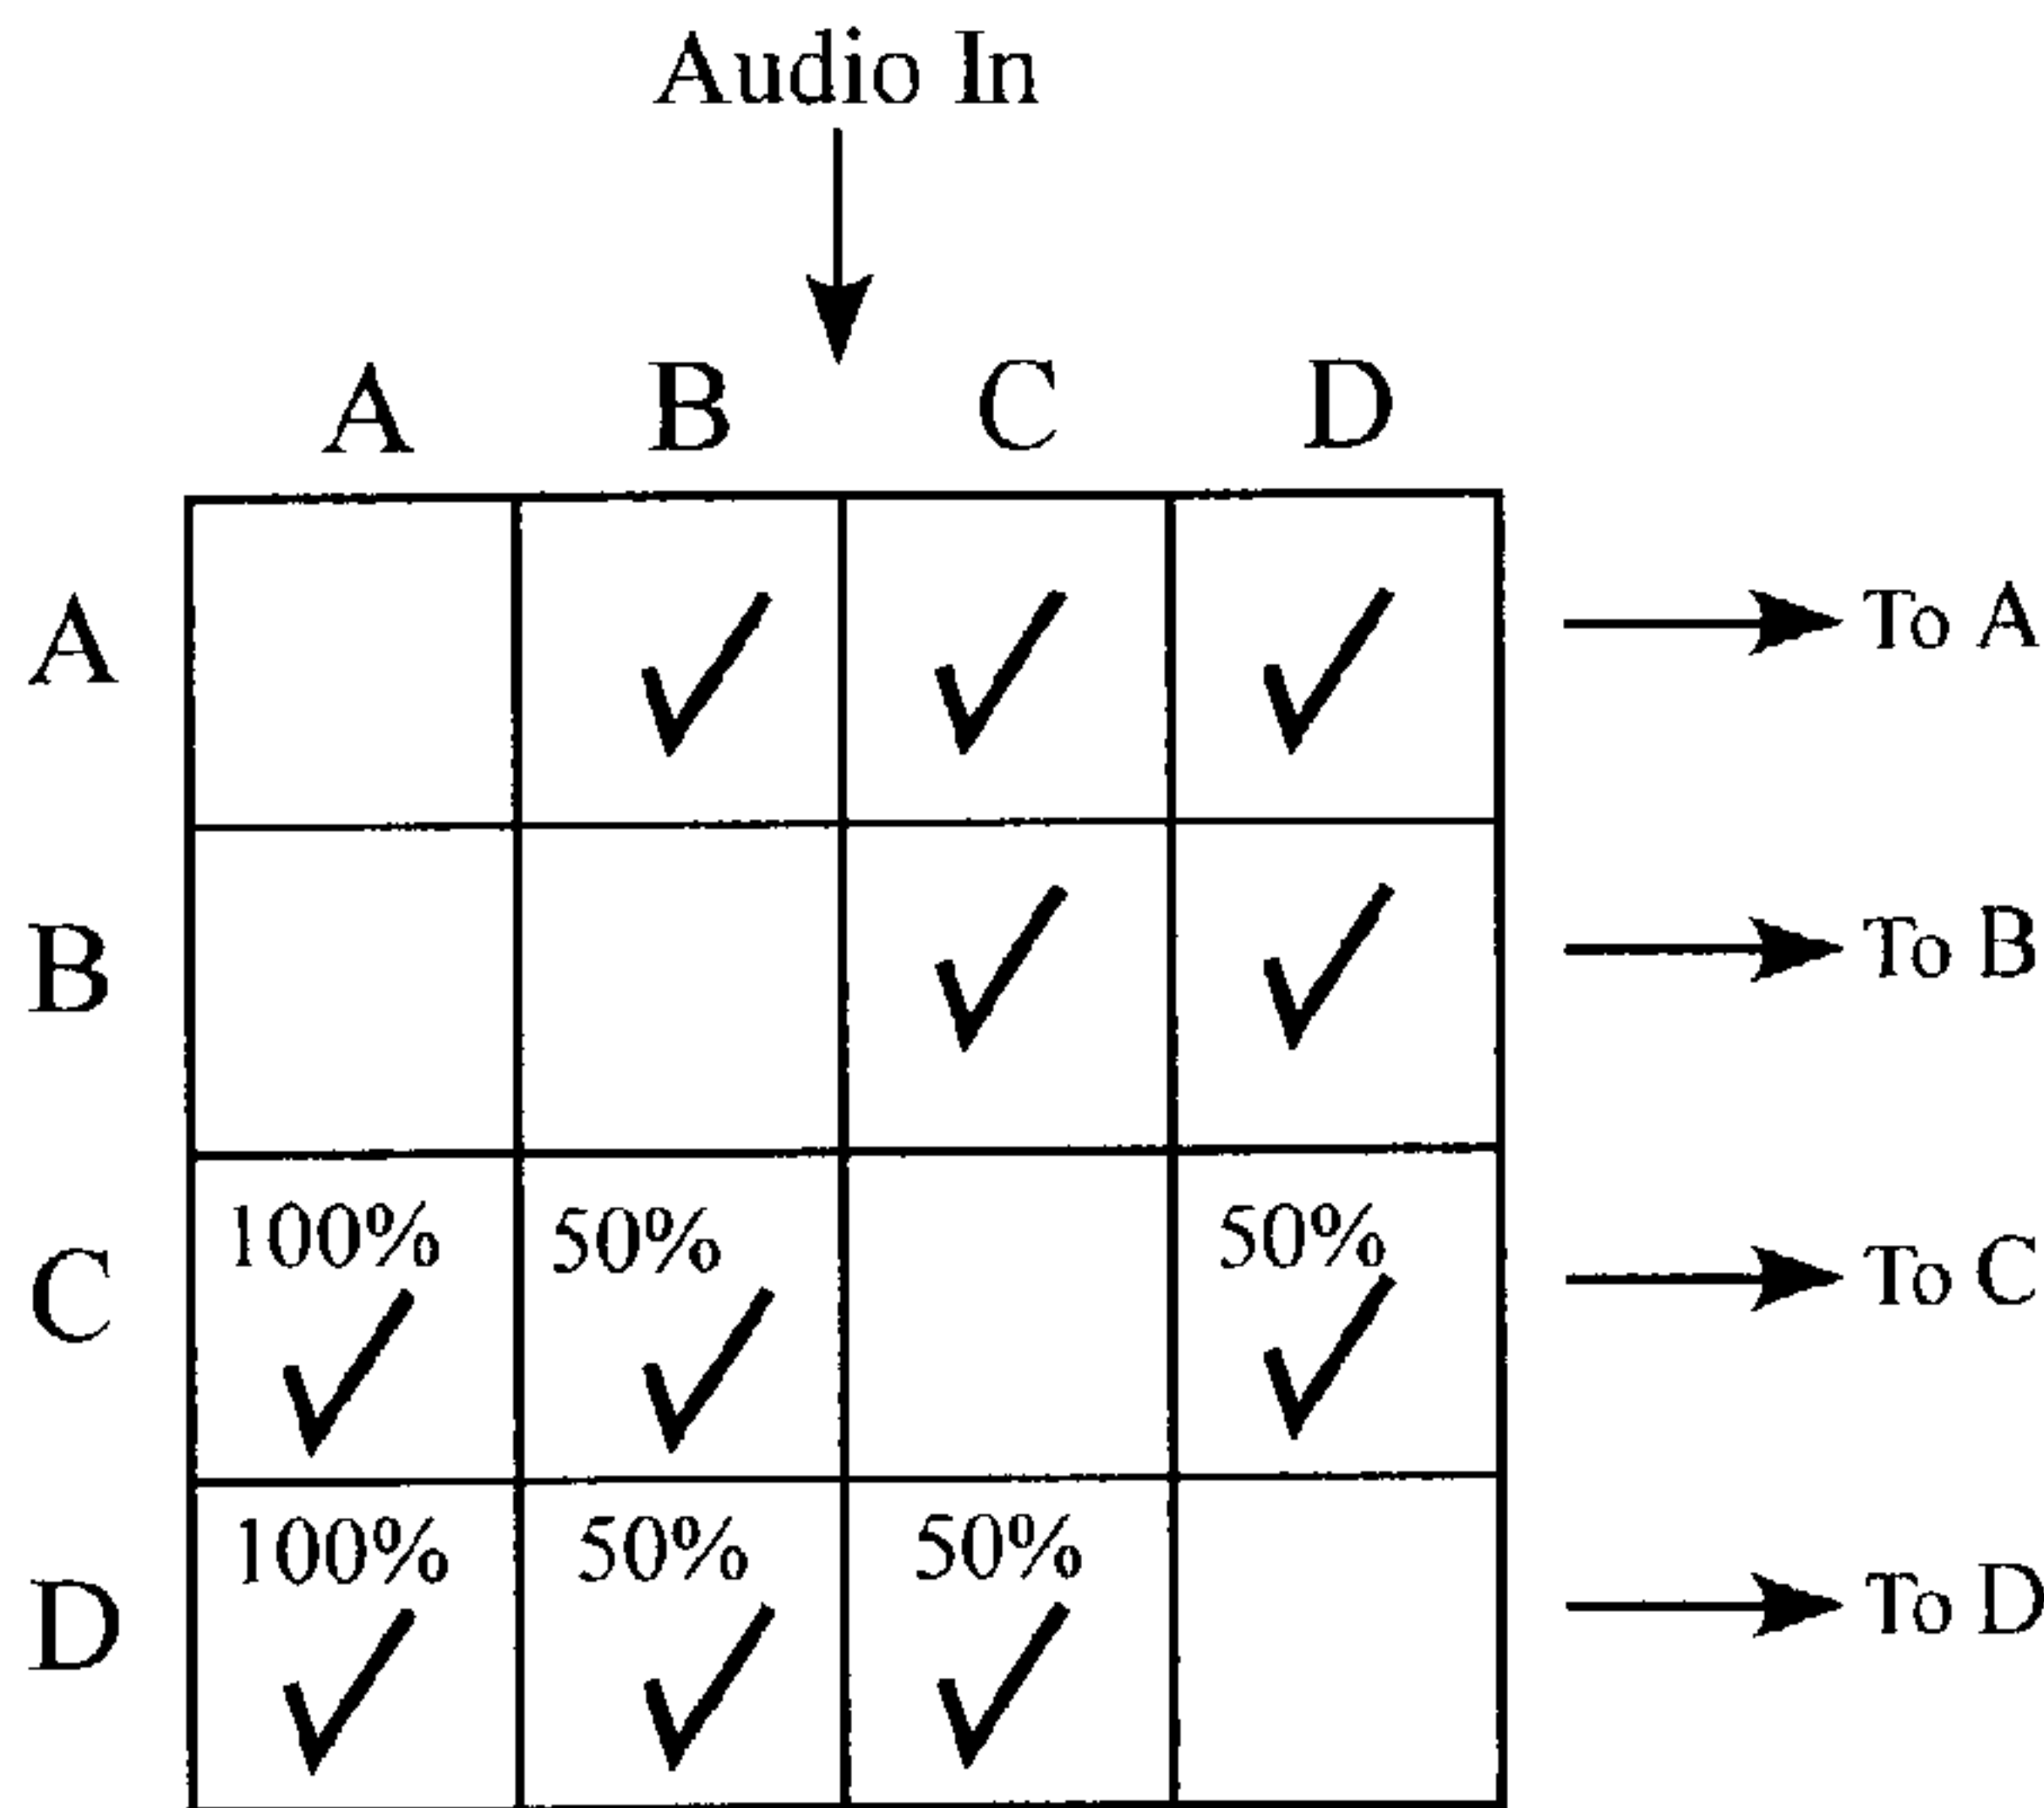 Audio In
A B C D
A ✓ ✓ ✓ To A
B ✓ ✓ To B
100% 50% 50%
C ✓ ✓ ✓ To C
100% 50% 50%
D ✓ ✓ ✓ To D